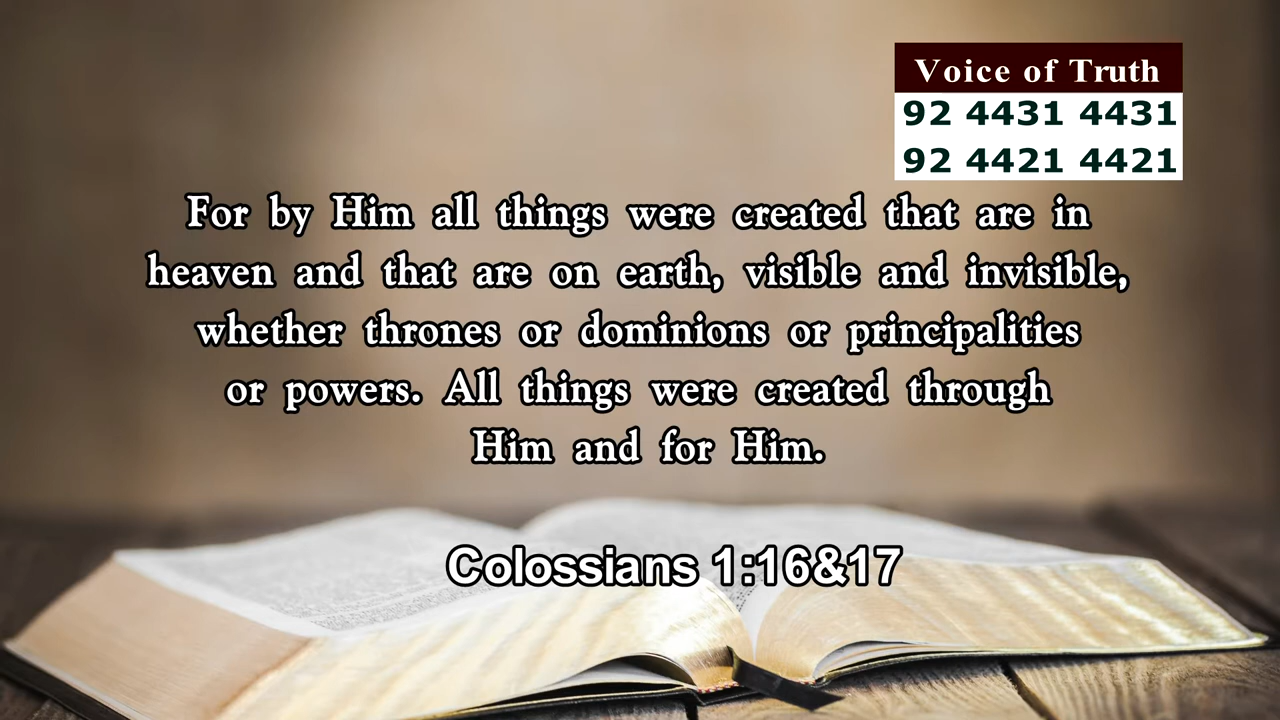 Voice of Truth
92 4431 4431
92 4421 4421
For by Him all things were created that are in
heaven and that are on earth, visible and invisible,
whether thrones or dominions or principalities
or powers. All things were created through
Him and for Him.
Colossians 1:16&17